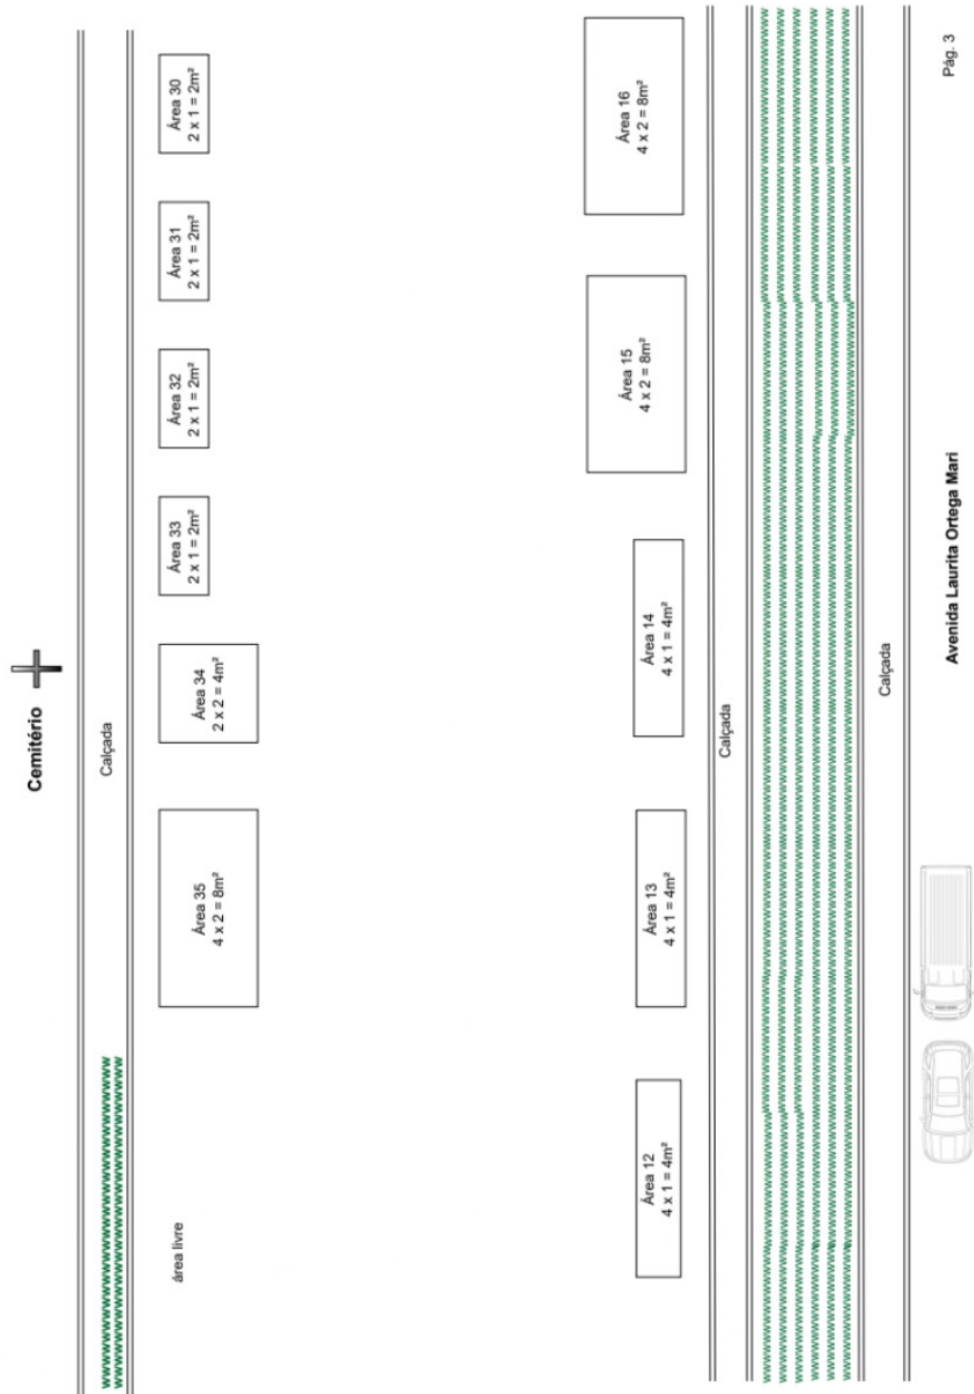 Cemitério
Calçada
área livre
Área 35
4 x 2 = 8m²
Área 34
2 x 2 = 4m²
Área 33
2 x 1 = 2m²
Área 32
2 x 1 = 2m²
Área 31
2 x 1 = 2m²
Área 30
2 x 1 = 2m²
Área 12
4 x 1 = 4m²
Área 13
4 x 1 = 4m²
Área 14
4 x 1 = 4m²
Área 15
4 x 2 = 8m²
Área 16
4 x 2 = 8m²
Calçada
Calçada
Avenida Laurita Ortega Mari
Pág. 3